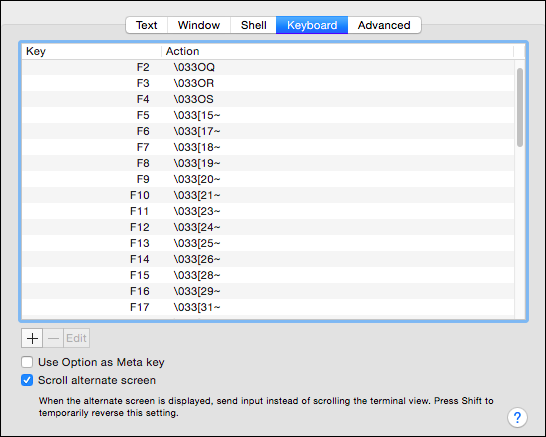 Text Window Shell Keyboard Advanced
Key Action
F2 \033OQ
F3 \033OR
F4 \033OS
F5 \033[15~
F6 \033[17~
F7 \033[18~
F8 \033[19~
F9 \033[20~
F10 \033[21~
F11 \033[23~
F12 \033[24~
F13 \033[25~
F14 \033[26~
F15 \033[28~
F16 \033[29~
F17 \033[31~
+ — Edit
Use Option as Meta key
Scroll alternate screen
When the alternate screen is displayed, send input instead of scrolling the terminal view. Press Shift to
temporarily reverse this setting.
?